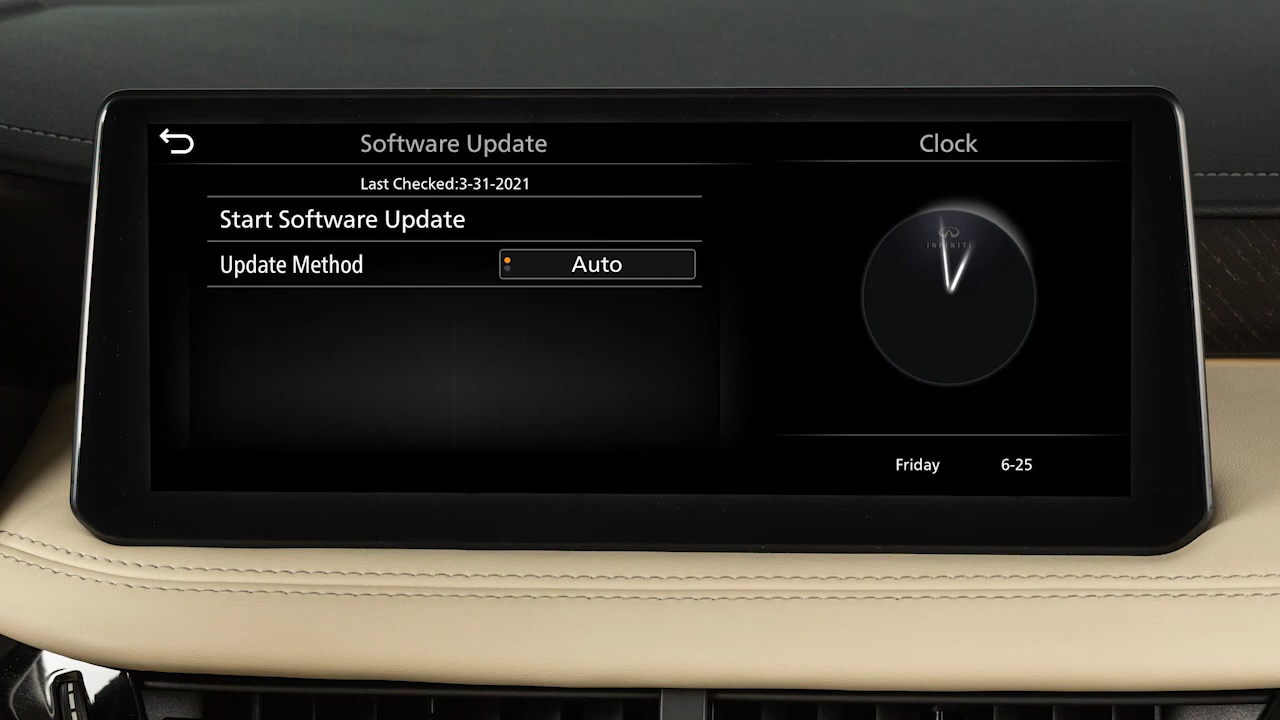 Software Update
Last Checked:3-31-2021
Start Software Update
Update Method
Auto
Clock
INFINITI
Friday 6-25